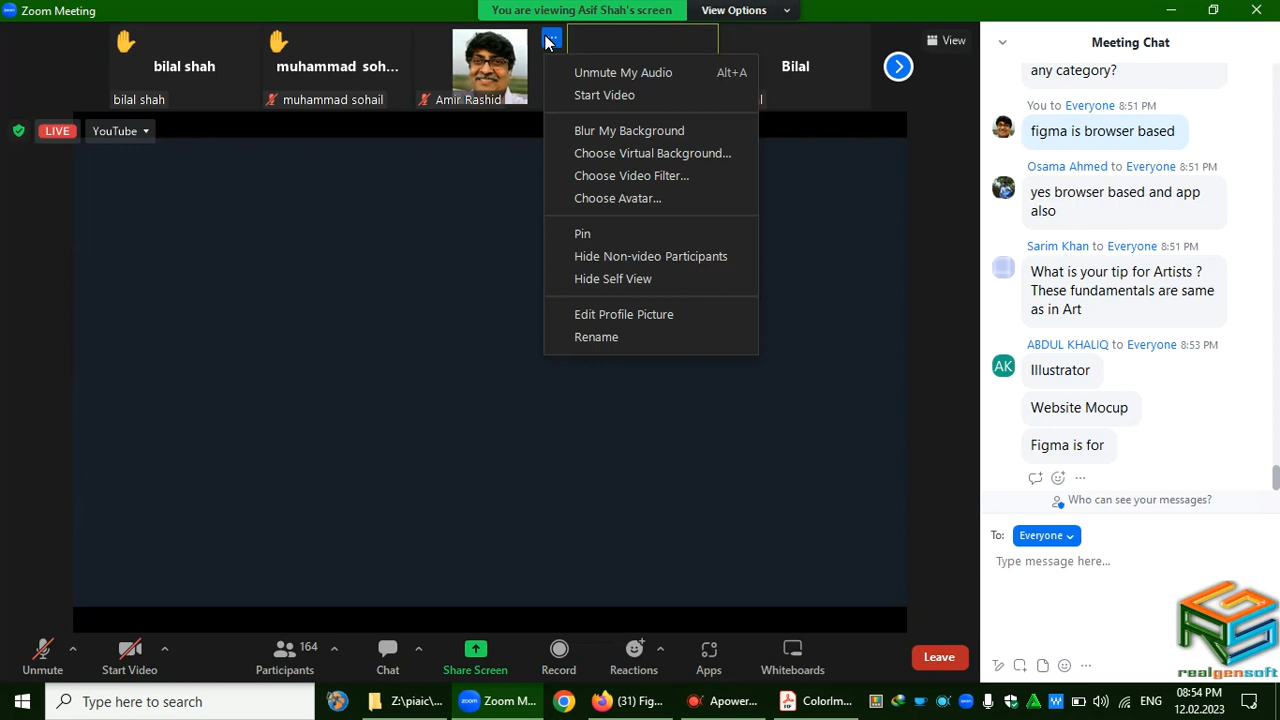 Zoom Meeting
You are viewing Asif Shah's screen
View Options
bilal shah
bilal shah
muhammad soh...
muhammad sohail
Amir Rashid
...
Bilal
View
LIVE
YouTube
Unmute My Audio Alt+A
Start Video
Blur My Background
Choose Virtual Background...
Choose Video Filter...
Choose Avatar...
Pin
Hide Non-video Participants
Hide Self View
Edit Profile Picture
Rename
Meeting Chat
any category?
You to Everyone 8:51 PM
figma is browser based
Osama Ahmed to Everyone 8:51 PM
yes browser based and app
also
Sarim Khan to Everyone 8:51 PM
What is your tip for Artists ?
These fundamentals are same
as in Art
ABDUL KHALIQ to Everyone 8:53 PM
AK
Illustrator
Website Mocup
Figma is for
Who can see your messages?
To: Everyone
Type message here...
realgensoft
Unmute
Start Video
164
Participants
Chat
Share Screen
Record
Reactions
Apps
Whiteboards
Leave
Type here to search
Z:\piaic\...
Zoom M...
(31) Fig...
Apower...
ColorIm...
ENG
08:54 PM
12.02.2023